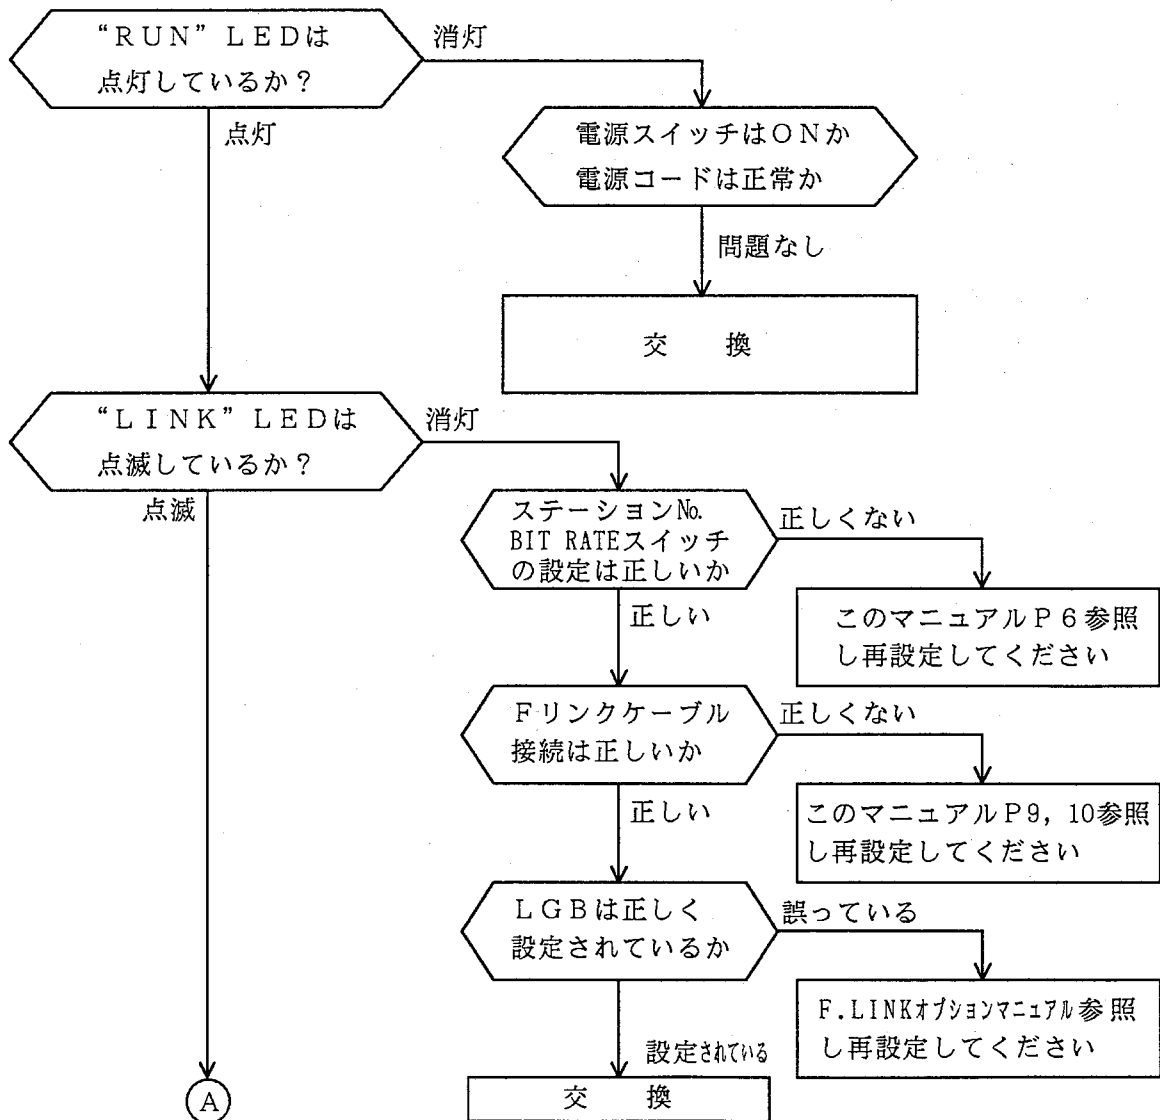 “RUN” LEDは
点灯しているか？
消灯
点灯
電源スイッチはONか
電源コードは正常か
問題なし
交　換
“LINK” LEDは
点滅しているか？
消灯
点滅
ステーション№
BIT RATEスイッチ
の設定は正しいか
正しくない
このマニュアルP6参照
し再設定してください
正しい
Fリンクケーブル
接続は正しいか
正しくない
このマニュアルP9，10参照
し再設定してください
正しい
LGBは正しく
設定されているか
誤っている
F.LINKオプションマニュアル参照
し再設定してください
設定されている
交　換
A